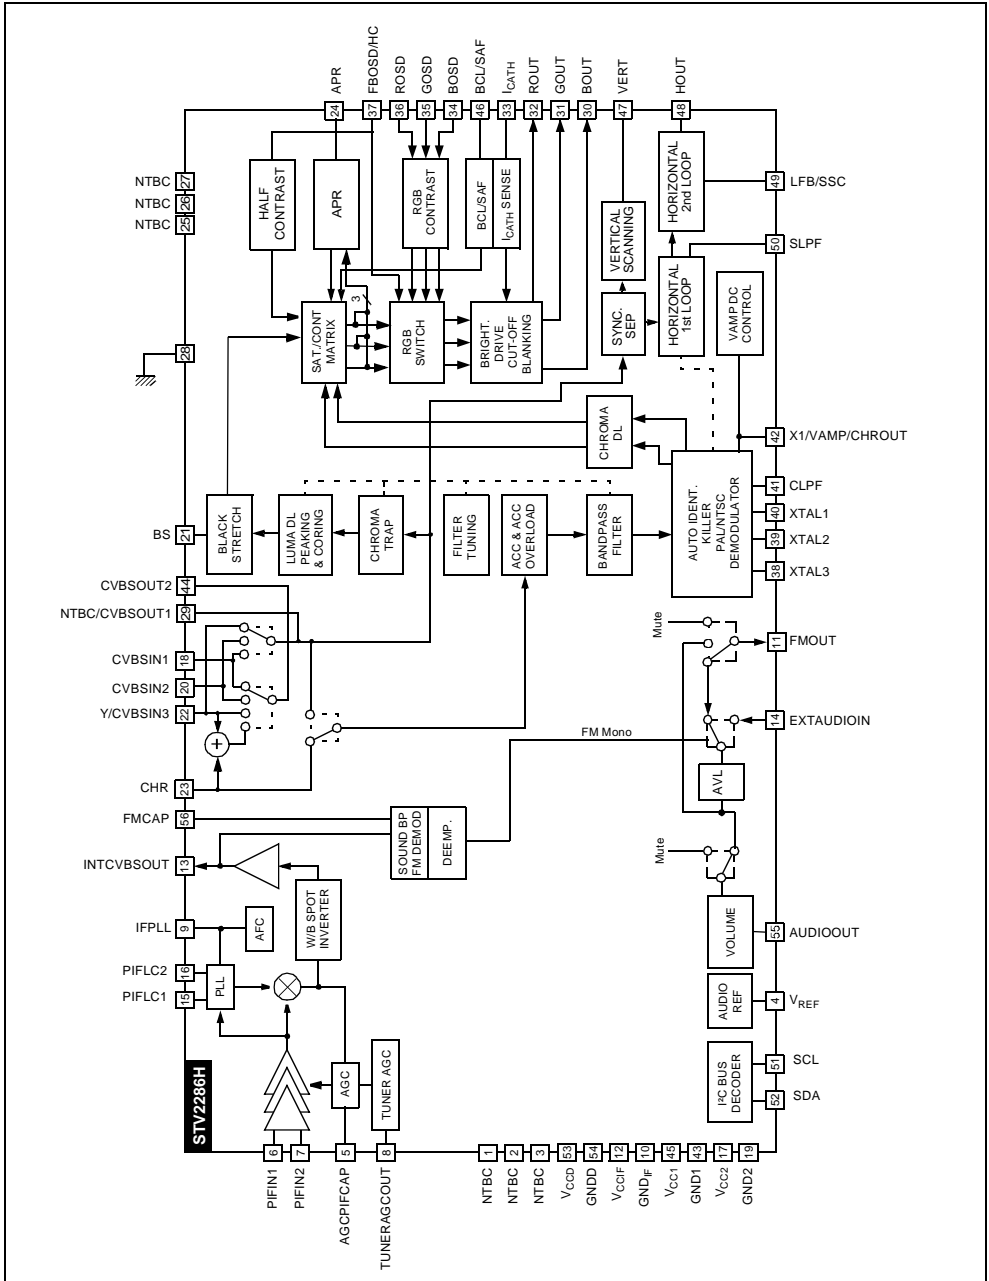 APR
FBOSD/HC
ROSD
GOSD
BOSD
BCL/SAF
ICATH
ROUT
GOUT
BOUT
VERT
HOUT
24
37
36
35
34
46
33
32
31
30
47
48
NTBC 27
NTBC 26
NTBC 25
28
HALF
CONTRAST
APR
RGB
CONTRAST
BCL/SAF
ICATH SENSE
VERTICAL
SCANNING
HORIZONTAL
2nd LOOP
49 LFB/SSC
50 SLPF
3
SAT./CONT
MATRIX
RGB
SWITCH
BRIGHT.
DRIVE
CUT-OFF
BLANKING
SYNC.
SEP
HORIZONTAL
1st LOOP
VAMP DC
CONTROL
CHROMA
DL
42 X1/VAMP/CHROUT
41 CLPF
40 XTAL1
39 XTAL2
38 XTAL3
BS 21
BLACK
STRETCH
LUMA DL
PEAKING
& CORING
CHROMA
TRAP
FILTER
TUNING
ACC & ACC
OVERLOAD
BANDPASS
FILTER
AUTO IDENT.
KILLER
PAL/NTSC
DEMODULATOR
CVBSOUT2 44
NTBC/CVBSOUT1 29
CVBSIN1 18
CVBSIN2 20
Y/CVBSIN3 22
+
CHR 23
FMCAP 56
INTCVBSOUT 13
IFPLL 9
PIFLC2 16
PIFLC1 15
Mute
11 FMOUT
14 EXTAUDIOIN
FM Mono
AVL
SOUND BP
FM DEMOD
DEEMP.
Mute
W/B SPOT
INVERTER
AFC
PLL
VOLUME
55 AUDIOOUT
AUDIO
REF
4 VREF
I²C BUS
DECODER
51 SCL
52 SDA
STV2286H
AGC
TUNER AGC
6
7
5
8
1
2
3
53
54
12
10
45
43
17
19
PIFIN1
PIFIN2
AGCPIFCAP
TUNERAGCOUT
NTBC
NTBC
NTBC
VCCD
GNDD
VCCIF
GNDIF
VCC1
GND1
VCC2
GND2